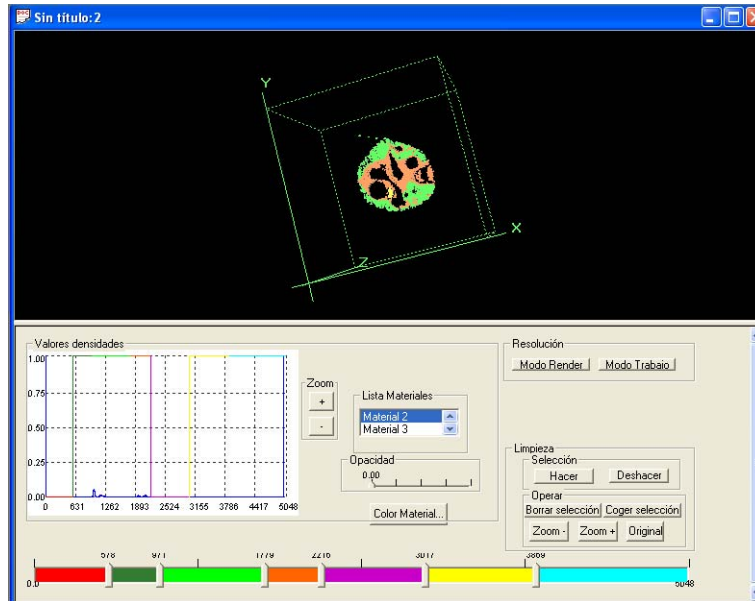 Sin título:2
Y
X
Z
Valores densidades
1.00
0.75
0.50
0.25
0.00
0 631 1262 1893 2524 3155 3786 4417 5048
Zoom
+
-
Lista Materiales
Material 2
Material 3
Opacidad
0.00
Color Material...
Resolución
Modo Render Modo Trabajo
Limpieza
Selección
Hacer Deshacer
Operar
Borrar selección Coger selección
Zoom - Zoom + Original
578 971 1779 2216 3017 3869
0.0 5048